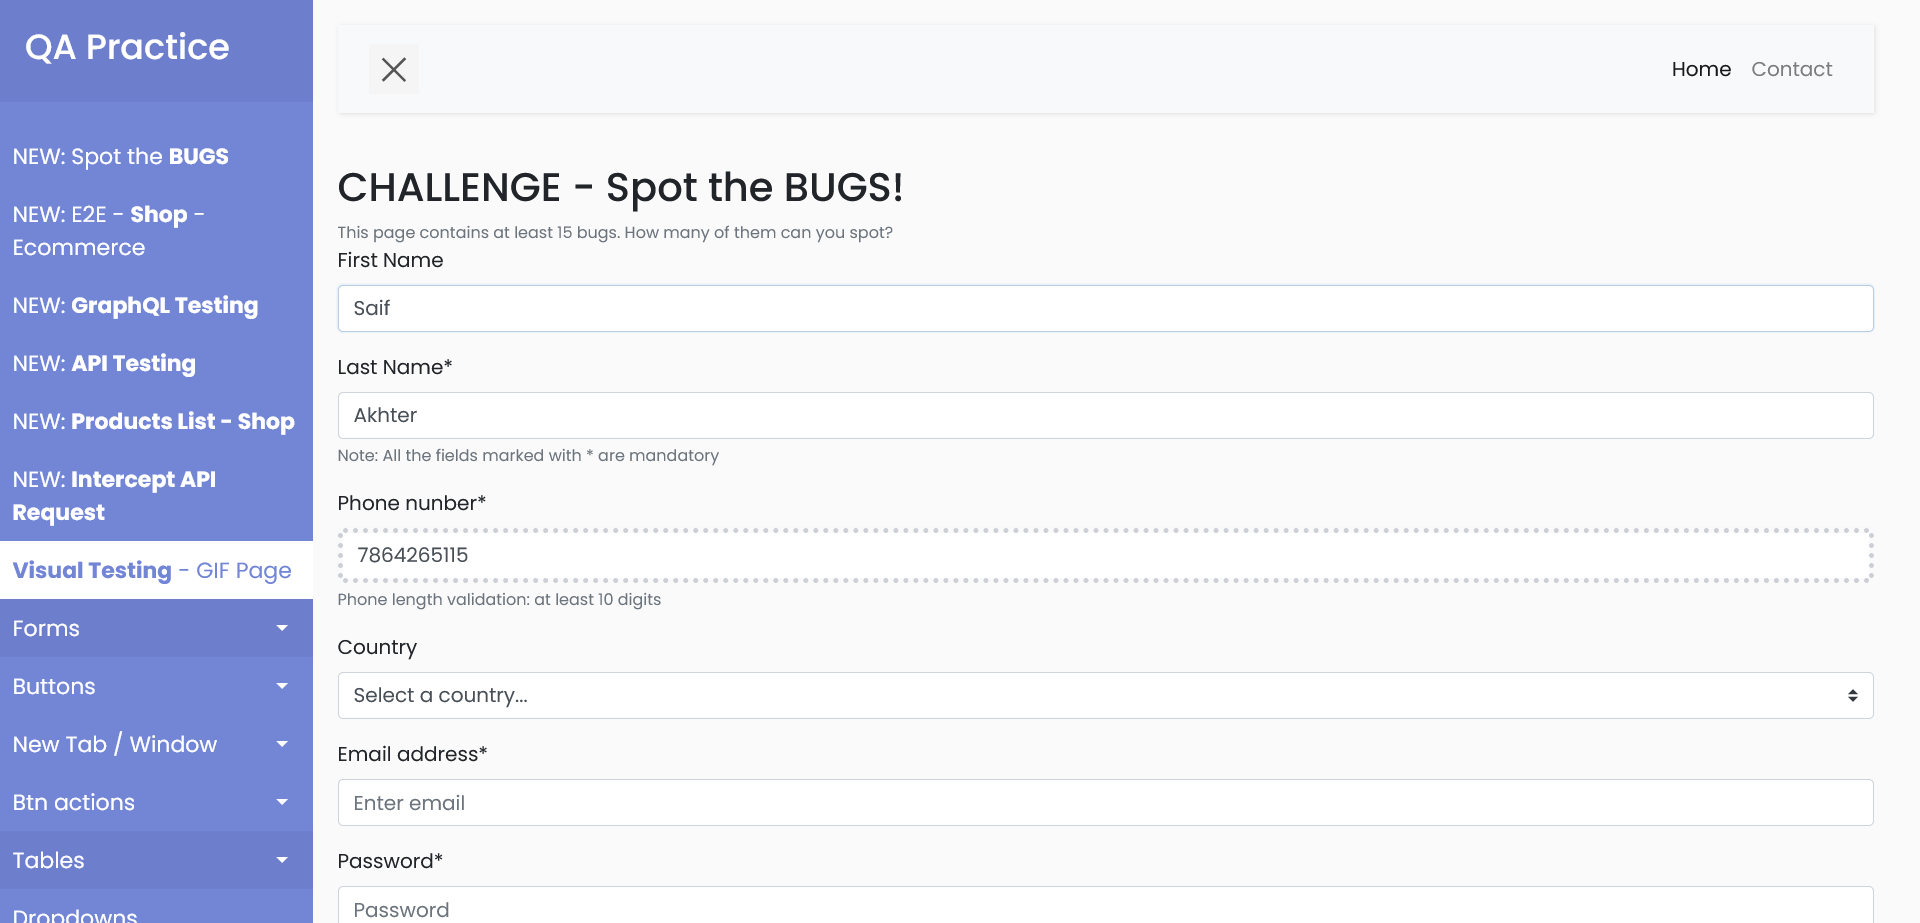 QA Practice
NEW: Spot the BUGS
NEW: E2E - Shop -
Ecommerce
NEW: GraphQL Testing
NEW: API Testing
NEW: Products List - Shop
NEW: Intercept API
Request
Visual Testing - GIF Page
Forms
Buttons
New Tab / Window
Btn actions
Tables
Dropdowns
Home
Contact
CHALLENGE - Spot the BUGS!
This page contains at least 15 bugs. How many of them can you spot?
First Name
Saif
Last Name*
Akhter
Note: All the fields marked with * are mandatory
Phone nunber*
7864265115
Phone length validation: at least 10 digits
Country
Select a country...
Email address*
Enter email
Password*
Password